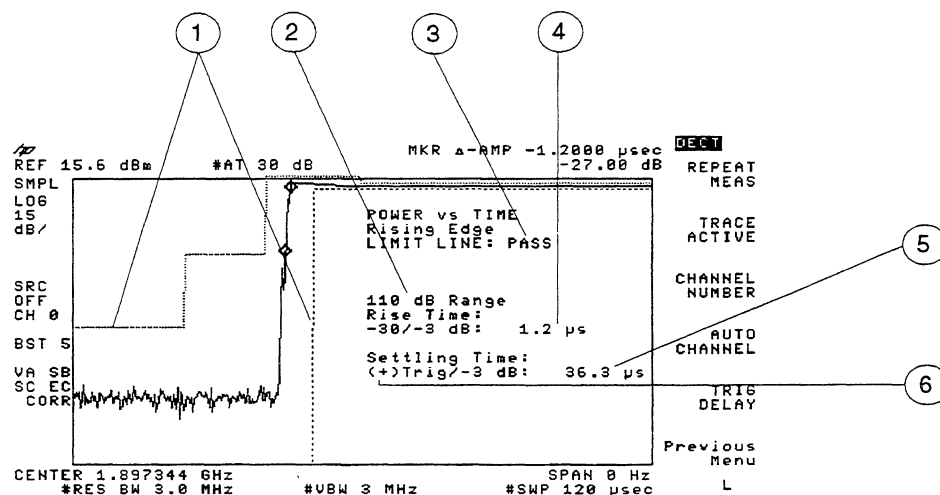 1 2 3 4
hp
MKR Δ-AMP -1.2000 µsec
REF 15.6 dBm #AT 30 dB -27.00 dB
SMPL
LOG
15
dB/
SRC
OFF
CH 0
BST 5
VA SB
SC EC
CORR
POWER vs TIME
Rising Edge
LIMIT LINE: PASS
110 dB Range
Rise Time:
-30/-3 dB: 1.2 µs
Settling Time:
(+)Trig/-3 dB: 36.3 µs
CENTER 1.897344 GHz SPAN 0 Hz
#RES BW 3.0 MHz #VBW 3 MHz #SWP 120 µsec
DECT
REPEAT
MEAS
TRACE
ACTIVE
CHANNEL
NUMBER
AUTO
CHANNEL
TRIG
DELAY
Previous
Menu
L
5
6